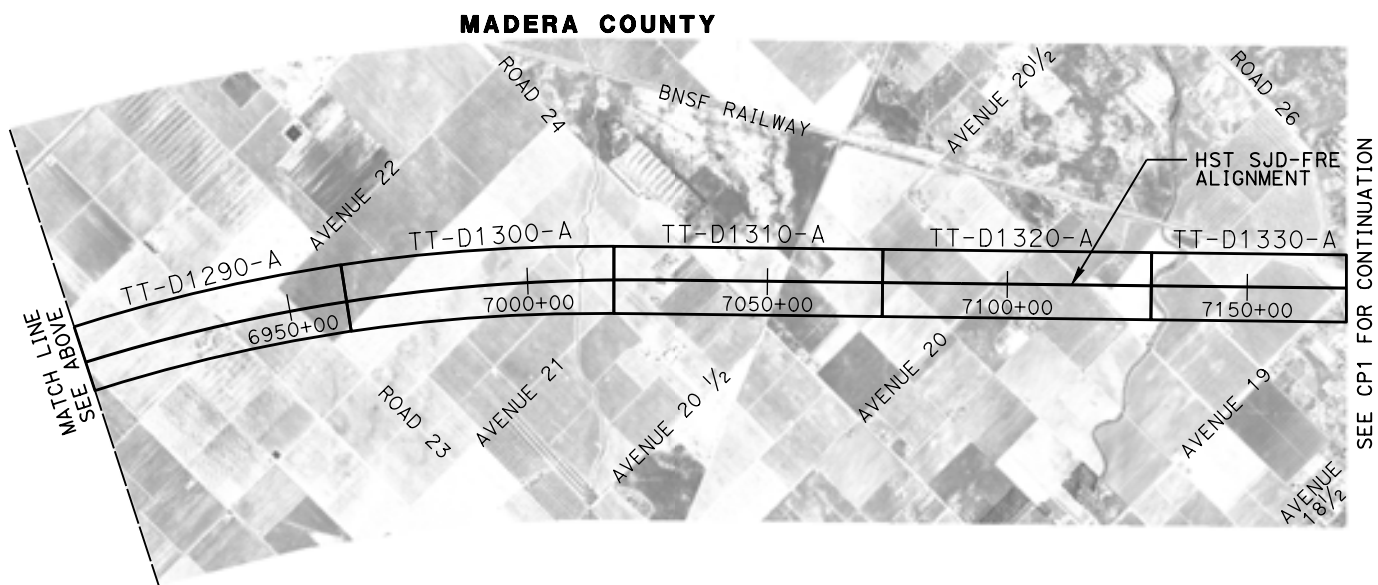 MADERA COUNTY
ROAD 24
BNSF RAILWAY
AVENUE 20½
ROAD 26
HST SJD-FRE
ALIGNMENT
AVENUE 22
TT-D1290-A
TT-D1300-A
TT-D1310-A
TT-D1320-A
TT-D1330-A
6950+00
7000+00
7050+00
7100+00
7150+00
MATCH LINE
SEE ABOVE
SEE CP1 FOR CONTINUATION
ROAD 23
AVENUE 21
AVENUE 20 ½
AVENUE 20
AVENUE 19
AVENUE
18½